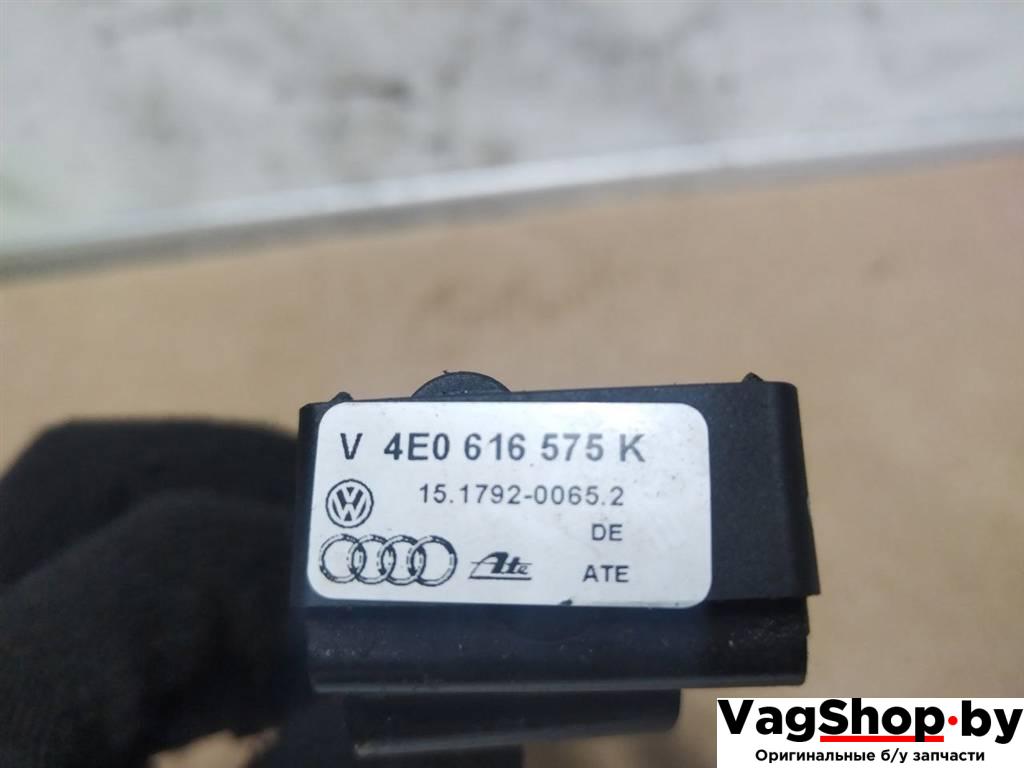 V 4E0 616 575 K
15.1792-0065.2
DE
Ate
ATE
VagShop.by
Оригинальные б/у запчасти